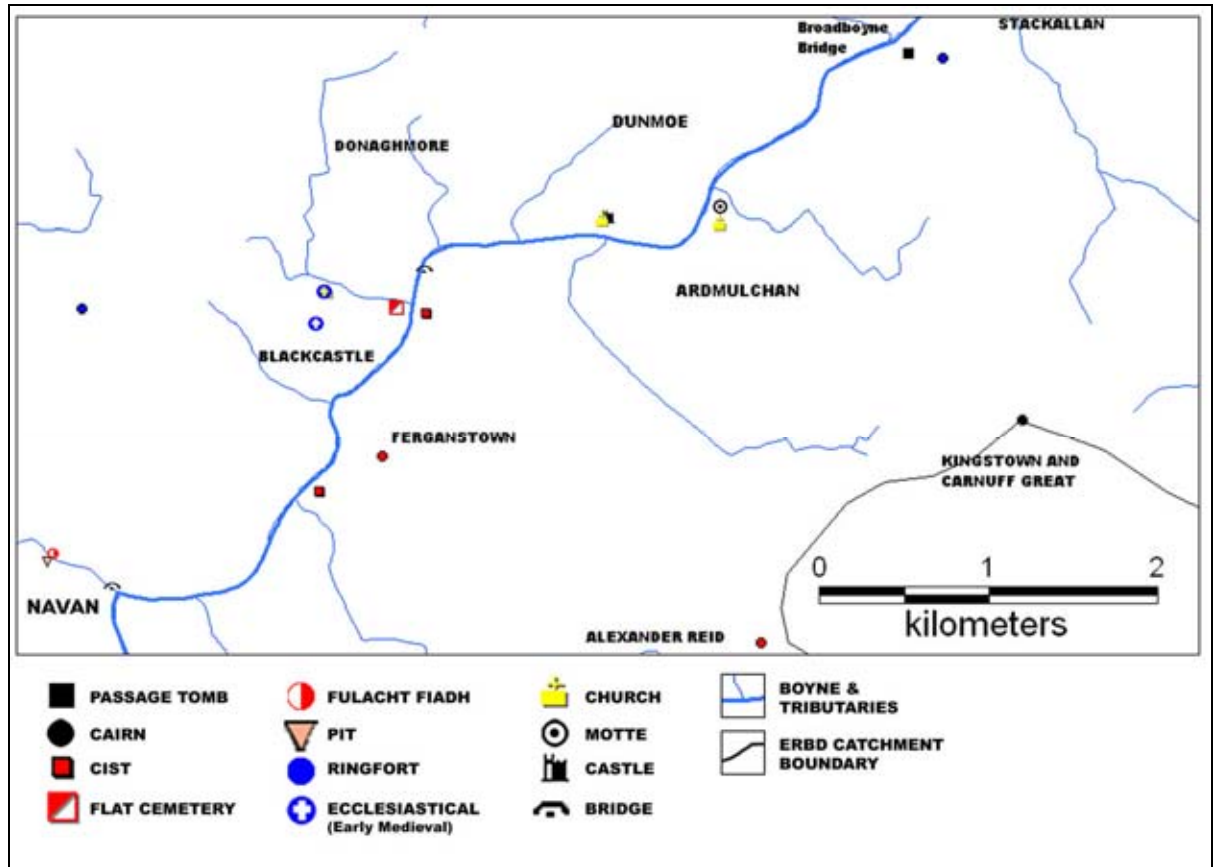 Broadboyne
Bridge
STACKALLAN
DUNMOE
DONAGHMORE
ARDMULCHAN
BLACKCASTLE
FERGANSTOWN
KINGSTOWN AND
CARNUFF GREAT
NAVAN
ALEXANDER REID
0 1 2
kilometers
PASSAGE TOMB
CAIRN
CIST
FLAT CEMETERY
FULACHT FIADH
PIT
RINGFORT
ECCLESIASTICAL
(Early Medieval)
CHURCH
MOTTE
CASTLE
BRIDGE
BOYNE &
TRIBUTARIES
ERBD CATCHMENT
BOUNDARY